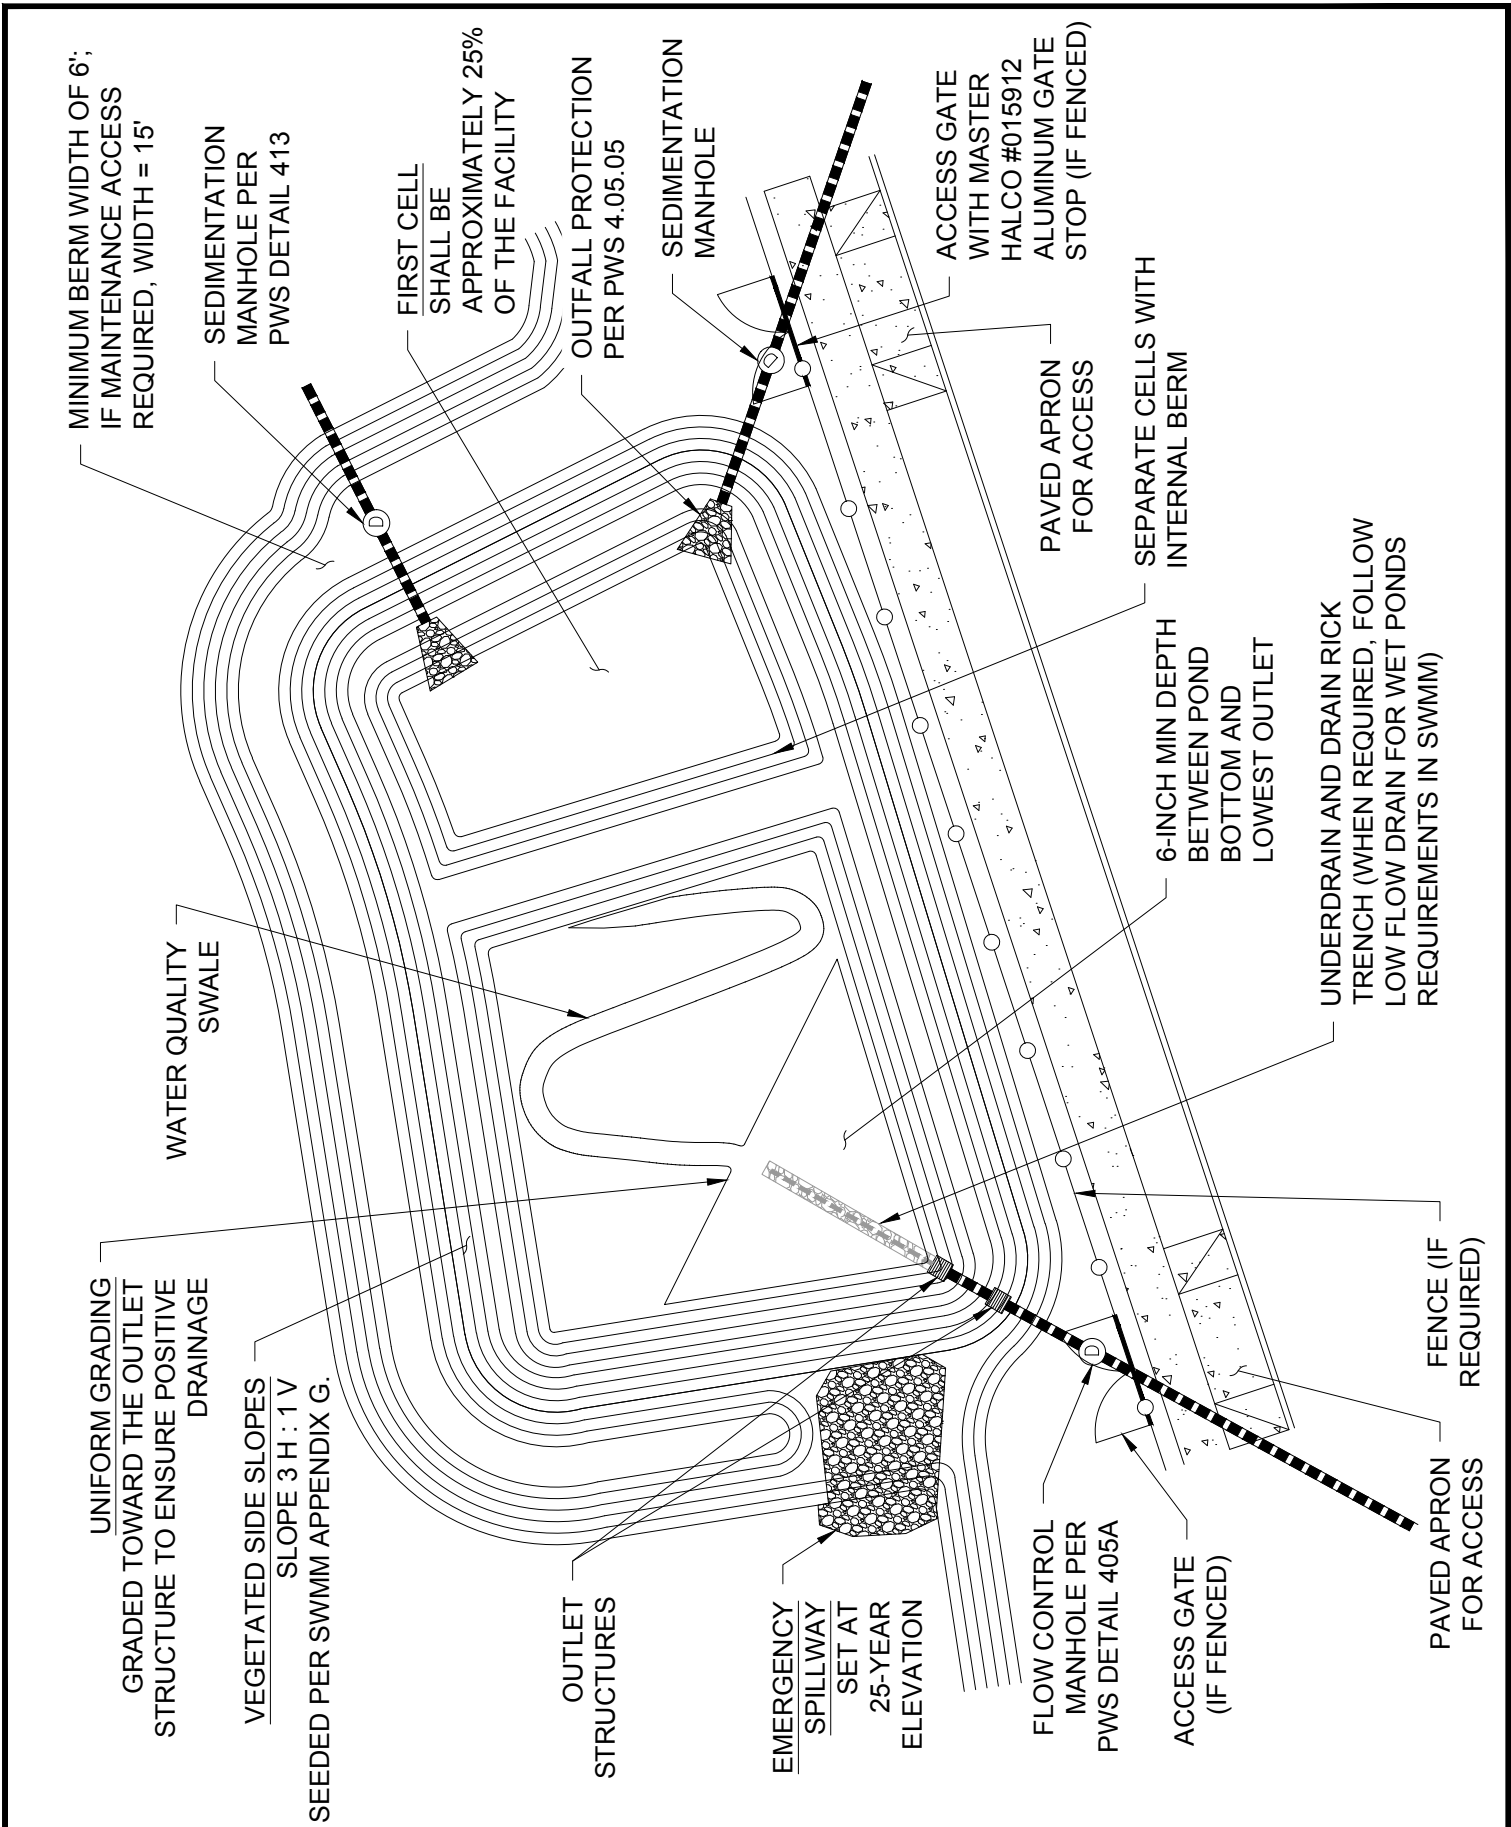 MINIMUM BERM WIDTH OF 6';
IF MAINTENANCE ACCESS
REQUIRED, WIDTH = 15'
SEDIMENTATION
MANHOLE PER
PWS DETAIL 413
FIRST CELL
SHALL BE
APPROXIMATELY 25%
OF THE FACILITY
OUTFALL PROTECTION
PER PWS 4.05.05
SEDIMENTATION
MANHOLE
ACCESS GATE
WITH MASTER
HALCO #015912
ALUMINUM GATE
STOP (IF FENCED)
PAVED APRON
FOR ACCESS
SEPARATE CELLS WITH
INTERNAL BERM
6-INCH MIN DEPTH
BETWEEN POND
BOTTOM AND
LOWEST OUTLET
UNDERDRAIN AND DRAIN RICK
TRENCH (WHEN REQUIRED, FOLLOW
LOW FLOW DRAIN FOR WET PONDS
REQUIREMENTS IN SWMM)
WATER QUALITY
SWALE
UNIFORM GRADING
GRADED TOWARD THE OUTLET
STRUCTURE TO ENSURE POSITIVE
DRAINAGE
VEGETATED SIDE SLOPES
SLOPE 3 H : 1 V
SEEDED PER SWMM APPENDIX G.
OUTLET
STRUCTURES
EMERGENCY
SPILLWAY
SET AT
25-YEAR
ELEVATION
FLOW CONTROL
MANHOLE PER
PWS DETAIL 405A
ACCESS GATE
(IF FENCED)
FENCE (IF
REQUIRED)
PAVED APRON
FOR ACCESS
D
D
D